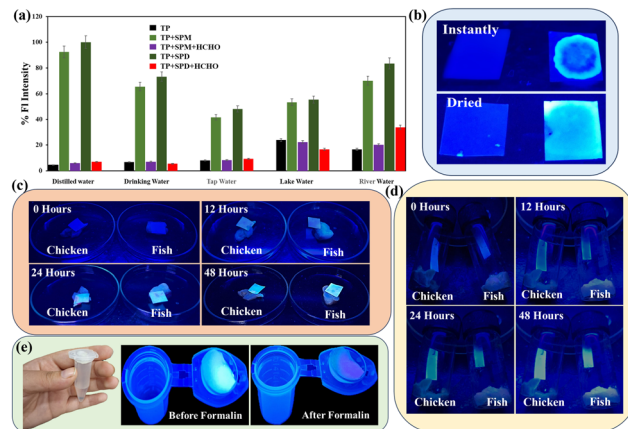 (a)
% FI Intensity
120
100
80
60
40
20
0
TP
TP+SPM
TP+SPM+HCHO
TP+SPD
TP+SPD+HCHO
Distilled water
Drinking Water
Tap Water
Lake Water
River Water
(b)
Instantly
Dried
(c)
0 Hours
Chicken
Fish
12 Hours
Chicken
Fish
24 Hours
Chicken
Fish
48 Hours
Chicken
Fish
(d)
0 Hours
Chicken
Fish
12 Hours
Chicken
Fish
24 Hours
Chicken
Fish
48 Hours
Chicken
Fish
(e)
Before Formalin
After Formalin